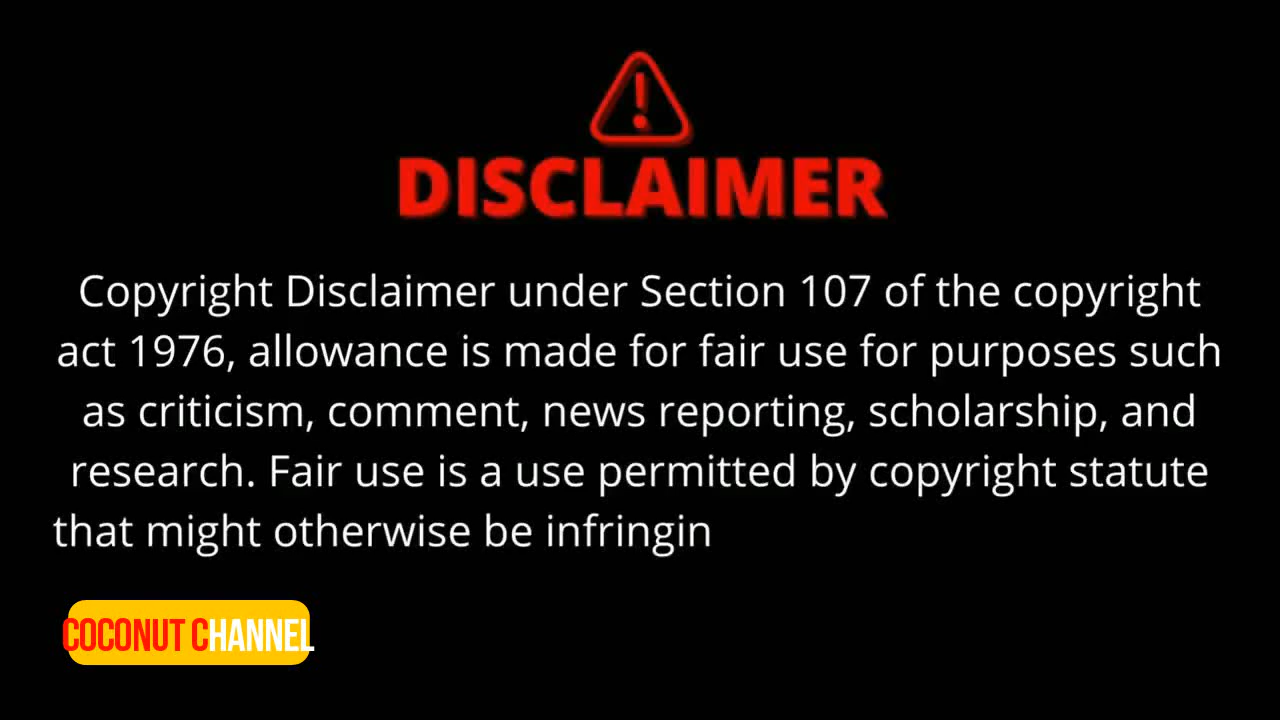 DISCLAIMER
Copyright Disclaimer under Section 107 of the copyright
act 1976, allowance is made for fair use for purposes such
as criticism, comment, news reporting, scholarship, and
research. Fair use is a use permitted by copyright statute
that might otherwise be infringin
COCONUT CHANNEL